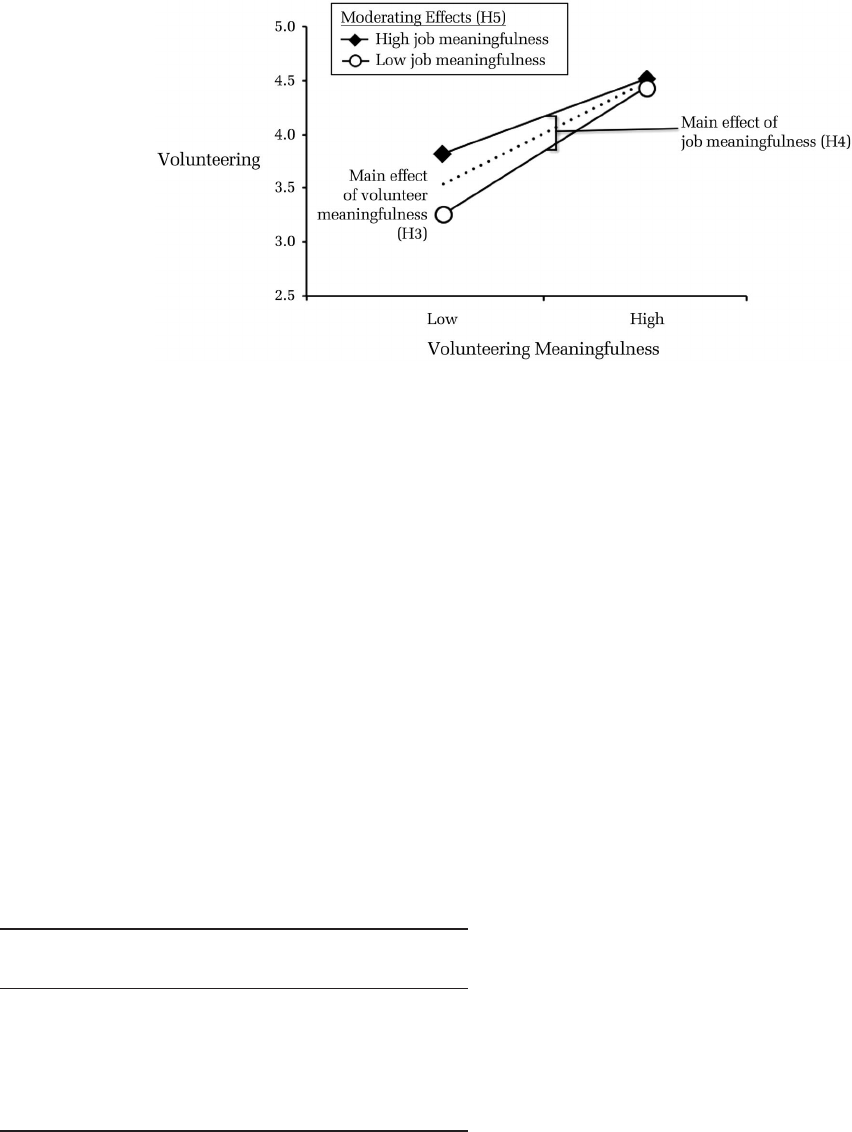 Moderating Effects (H5)
High job meaningfulness
Low job meaningfulness
5.0
4.5
4.0
3.5
3.0
2.5
Volunteering
Main effect
of volunteer
meaningfulness
(H3)
Main effect of
job meaningfulness (H4)
Low
High
Volunteering Meaningfulness